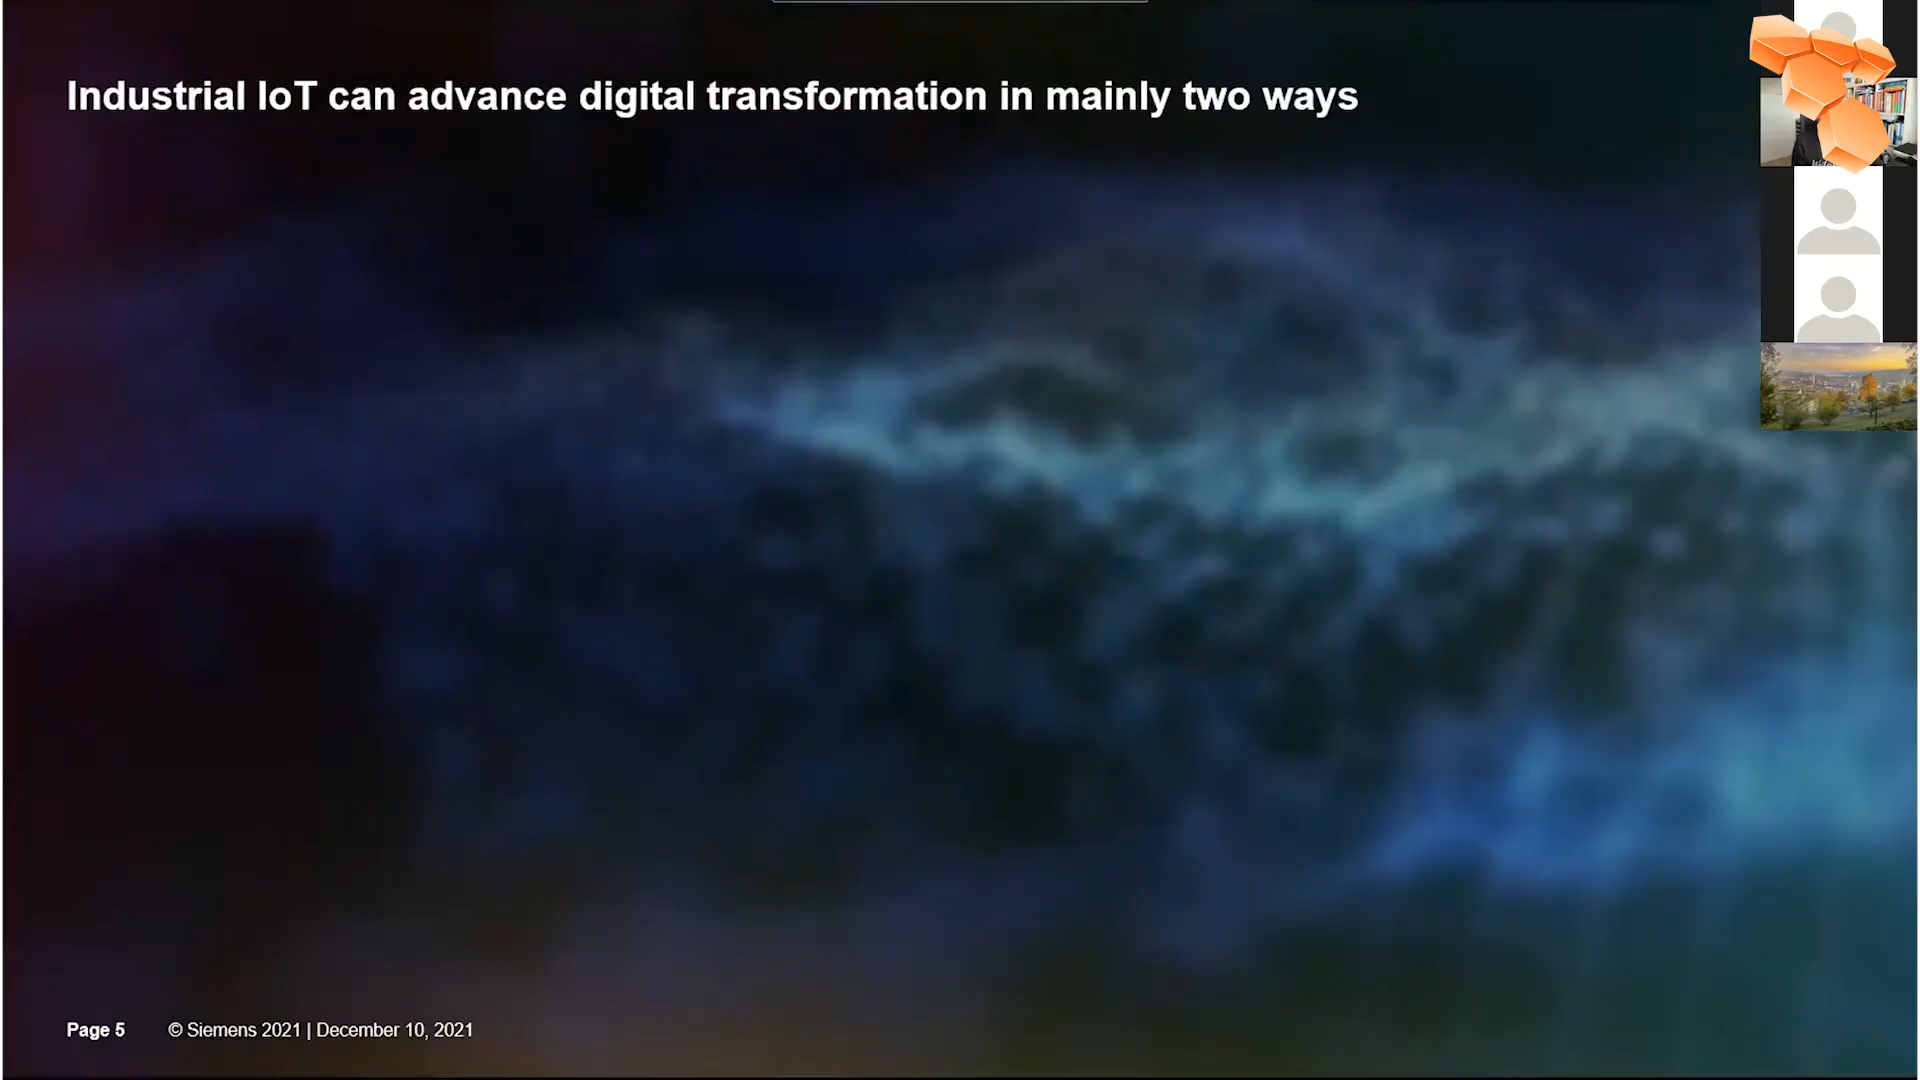 Industrial IoT can advance digital transformation in mainly two ways
Page 5 © Siemens 2021 | December 10, 2021